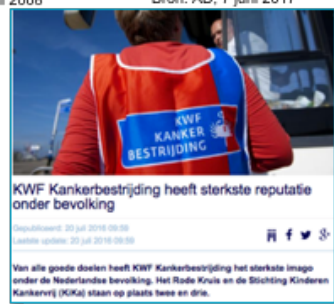 2008
Bron: AD, 7 juni 2017
KWF
KANKER
BESTRIJDING
KWF Kankerbestrijding heeft sterkste reputatie
onder bevolking
Gepubliceerd: 20 juli 2016 09:59
Laatste update: 20 juli 2016 09:59
Van alle goede doelen heeft KWF Kankerbestrijding het sterkste imago
onder de Nederlandse bevolking. Het Rode Kruis en de Stichting Kinderen
Kankervrij (KiKa) staan op plaats twee en drie.